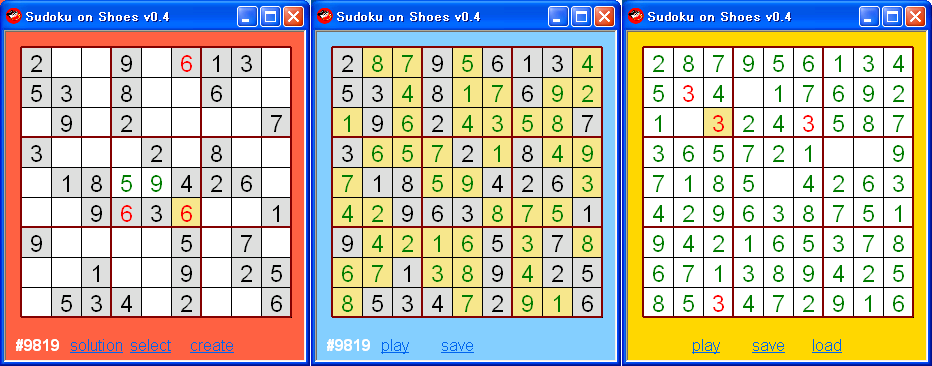 Sudoku on Shoes v0.4
2 9 6 1 3
5 3 8 6
9 2 7
3 2 8
1 8 5 9 4 2 6
9 6 3 6 1
9 5 7
1 9 2 5
5 3 4 2 6
#9819 solution select create
Sudoku on Shoes v0.4
2 8 7 9 5 6 1 3 4
5 3 4 8 1 7 6 9 2
1 9 6 2 4 3 5 8 7
3 6 5 7 2 1 8 4 9
7 1 8 5 9 4 2 6 3
4 2 9 6 3 8 7 5 1
9 4 2 1 6 5 3 7 8
6 7 1 3 8 9 4 2 5
8 5 3 4 7 2 9 1 6
#9819 play save
Sudoku on Shoes v0.4
2 8 7 9 5 6 1 3 4
5 3 4 1 7 6 9 2
1 3 2 4 3 5 8 7
3 6 5 7 2 1 9
7 1 8 5 4 2 6 3
4 2 9 6 3 8 7 5 1
9 4 2 1 6 5 3 7 8
6 7 1 3 8 9 4 2 5
8 5 3 4 7 2 9 1 6
play save load